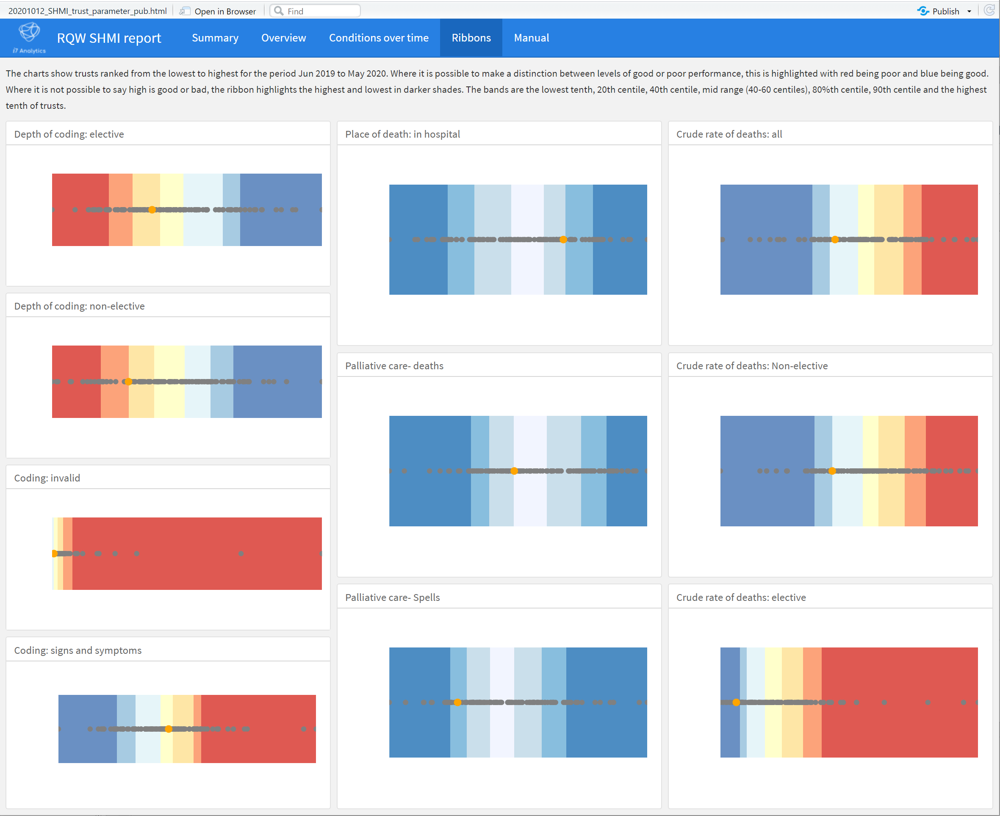 20201012_SHMI_trust_parameter_pub.html Open in Browser Find Publish
i7 Analytics
RQW SHMI report Summary Overview Conditions over time Ribbons Manual
The charts show trusts ranked from the lowest to highest for the period Jun 2019 to May 2020. Where it is possible to make a distinction between levels of good or poor performance, this is highlighted with red being poor and blue being good.
Where it is not possible to say high is good or bad, the ribbon highlights the highest and lowest in darker shades. The bands are the lowest tenth, 20th centile, 40th centile, mid range (40-60 centiles), 80%th centile, 90th centile and the highest
tenth of trusts.
Depth of coding: elective
Depth of coding: non-elective
Coding: invalid
Coding: signs and symptoms
Place of death: in hospital
Palliative care- deaths
Palliative care- Spells
Crude rate of deaths: all
Crude rate of deaths: Non-elective
Crude rate of deaths: elective